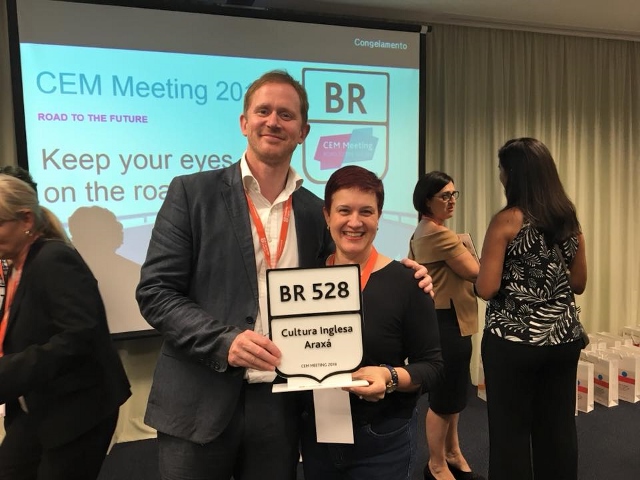 Congelamento
CEM Meeting 20
ROAD TO THE FUTURE
Keep your eyes
on the roa
BR
CEM Meeting
BR 528
Cultura Inglesa
Araxá
CEM MEETING 2018